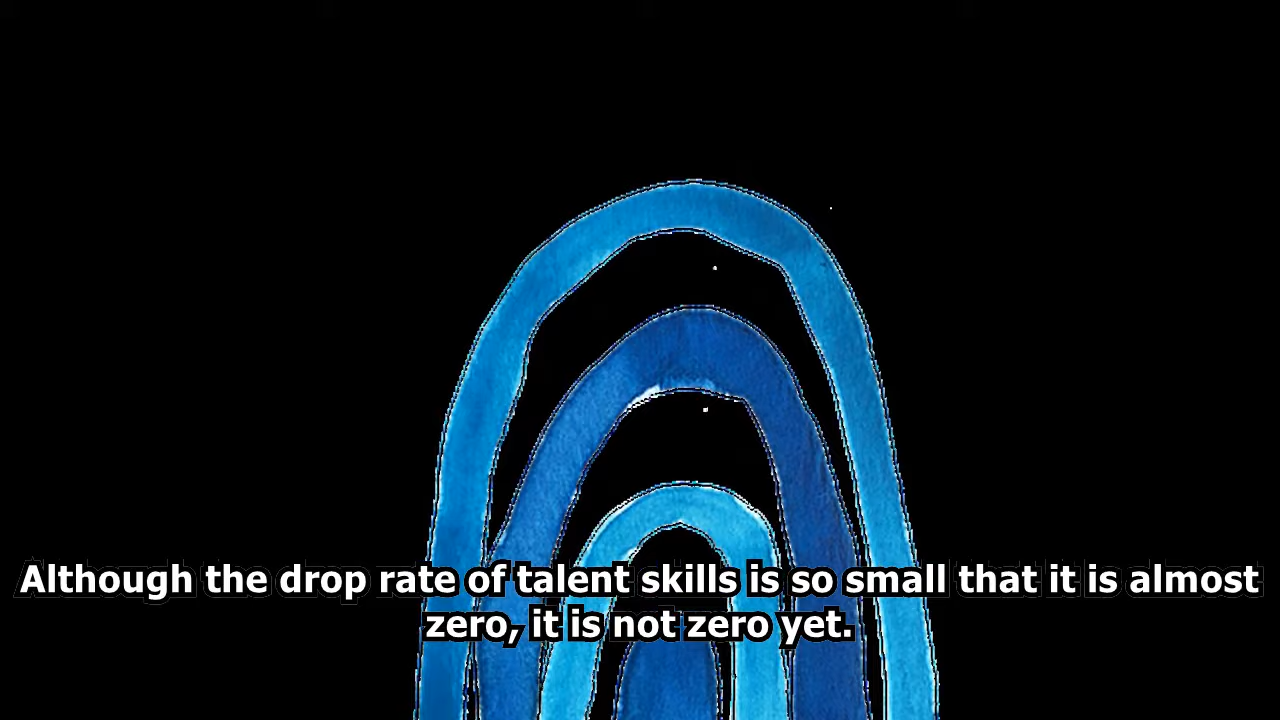 Although the drop rate of talent skills is so small that it is almost
zero, it is not zero yet.